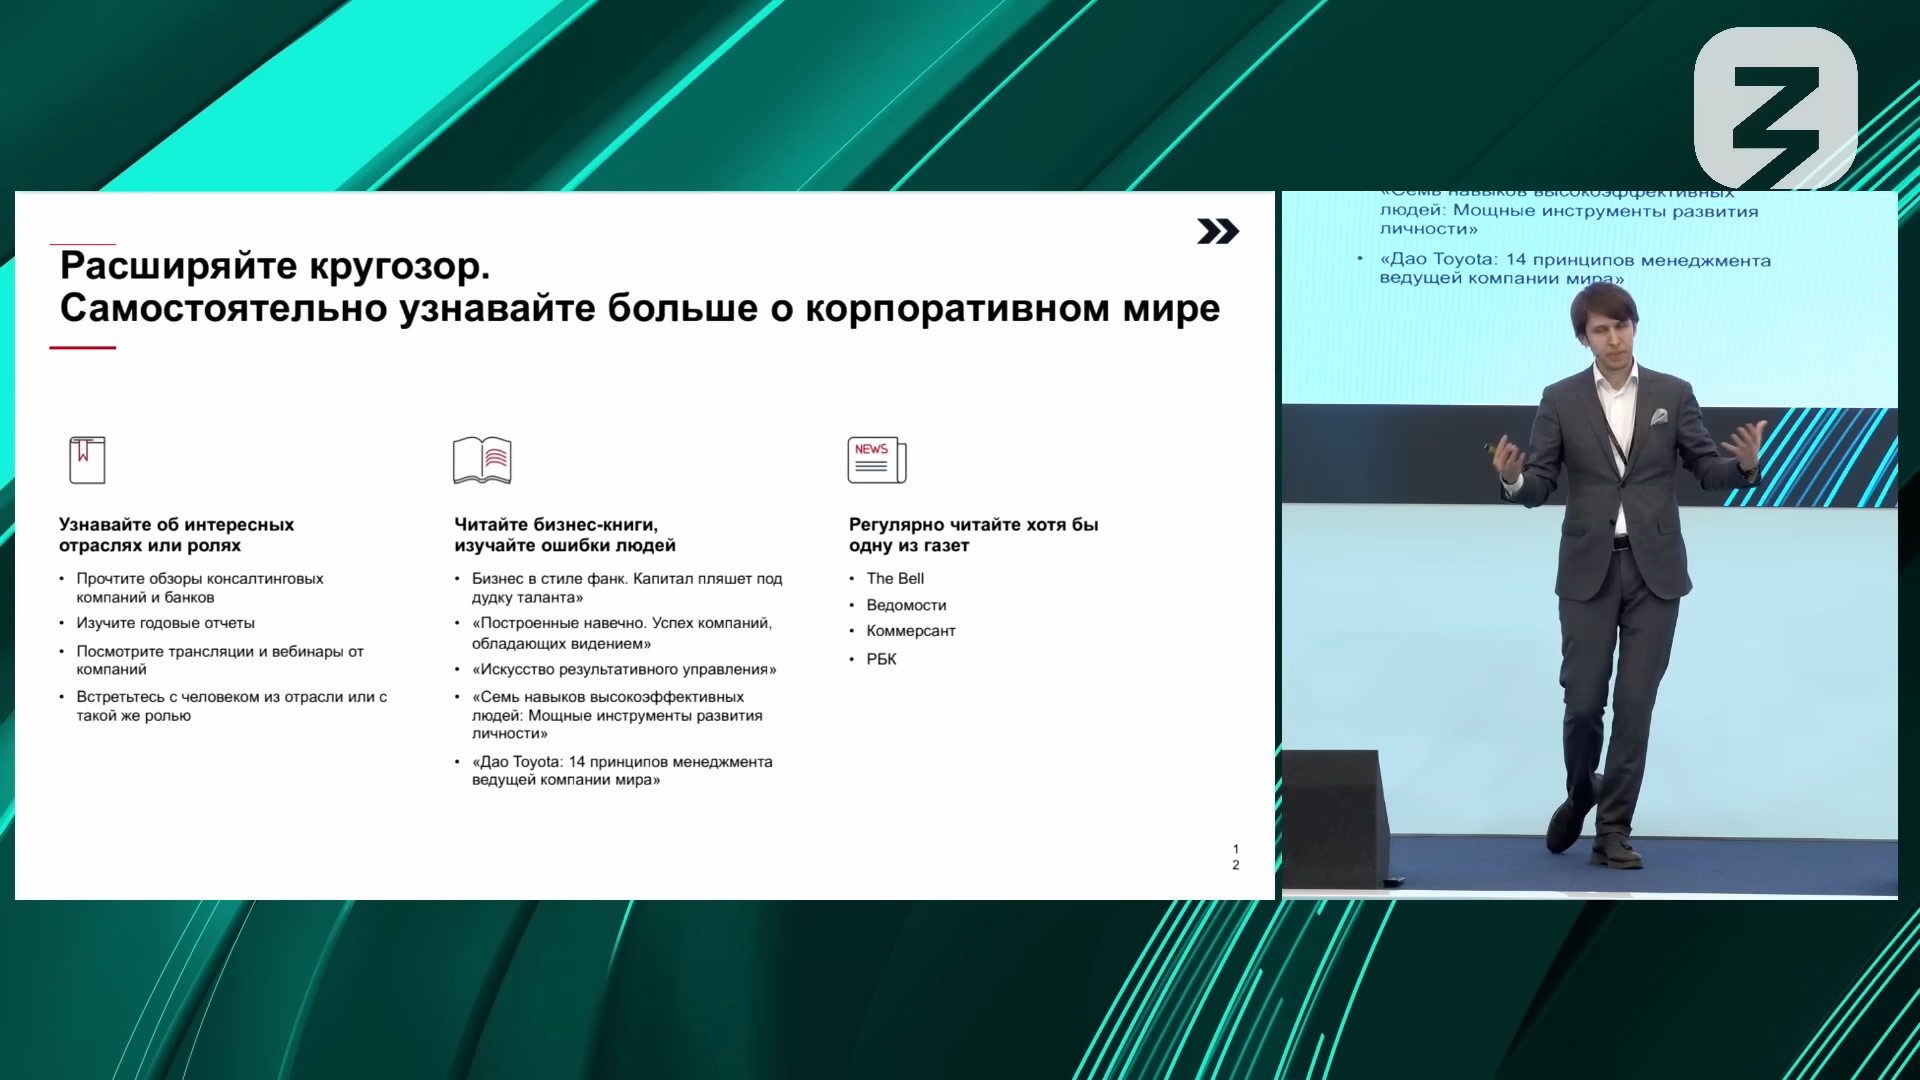 Расширяйте кругозор.
Самостоятельно узнавайте больше о корпоративном мире
Узнавайте об интересных
отраслях или ролях
• Прочтите обзоры консалтинговых
компаний и банков
• Изучите годовые отчеты
• Посмотрите трансляции и вебинары от
компаний
• Встретьтесь с человеком из отрасли или с
такой же ролью
Читайте бизнес-книги,
изучайте ошибки людей
• Бизнес в стиле фанк. Капитал пляшет под
дудку таланта»
• «Построенные навечно. Успех компаний,
обладающих видением»
• «Искусство результативного управления»
• «Семь навыков высокоэффективных
людей: Мощные инструменты развития
личности»
• «Дао Toyota: 14 принципов менеджмента
ведущей компании мира»
NEWS
Регулярно читайте хотя бы
одну из газет
• The Bell
• Ведомости
• Коммерсант
• РБК
1
2
«Семь навыков высокоэффективных
людей: Мощные инструменты развития
личности»
• «Дао Toyota: 14 принципов менеджмента
ведущей компании мира»